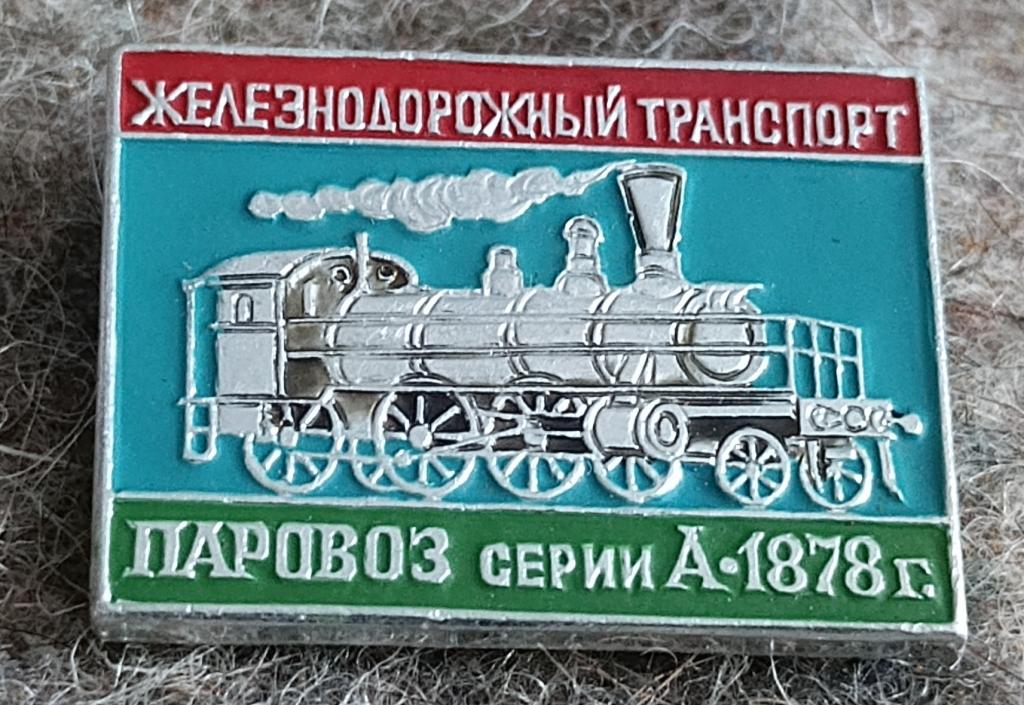 ЖЕЛЕЗНОДОРОЖНЫЙ ТРАНСПОРТ
ПАРОВОЗ СЕРИИ А·1878 г.